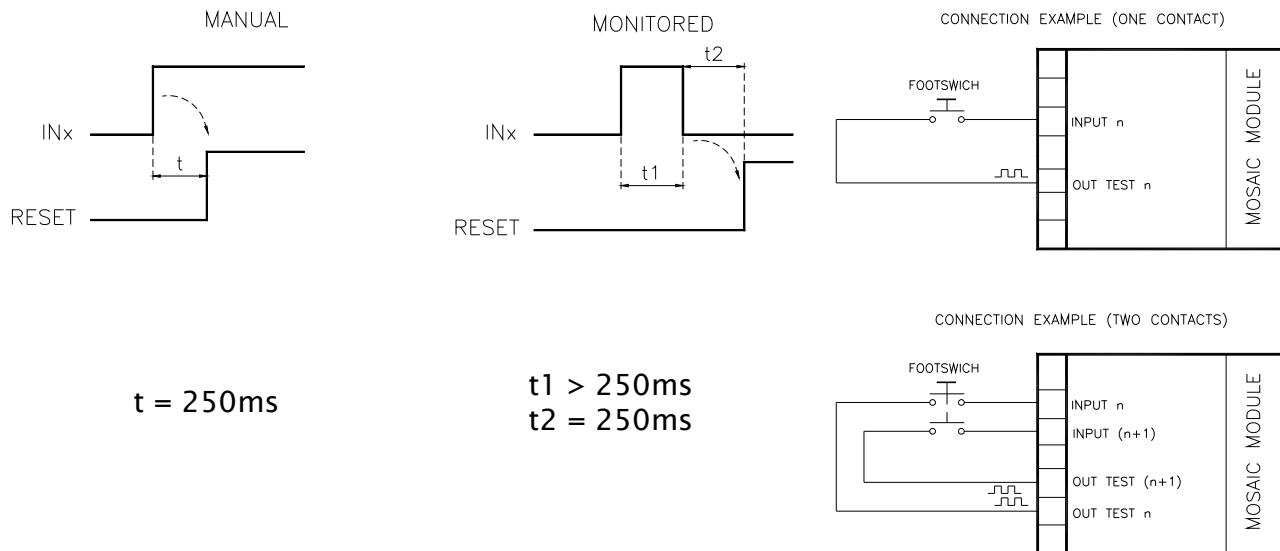 MANUAL
INx
t
RESET
t = 250ms
MONITORED
t2
INx
t1
RESET
t1 > 250ms
t2 = 250ms
CONNECTION EXAMPLE (ONE CONTACT)
FOOTSWICH
INPUT n
OUT TEST n
MOSAIC MODULE
CONNECTION EXAMPLE (TWO CONTACTS)
FOOTSWICH
INPUT n
INPUT (n+1)
OUT TEST (n+1)
OUT TEST n
MOSAIC MODULE